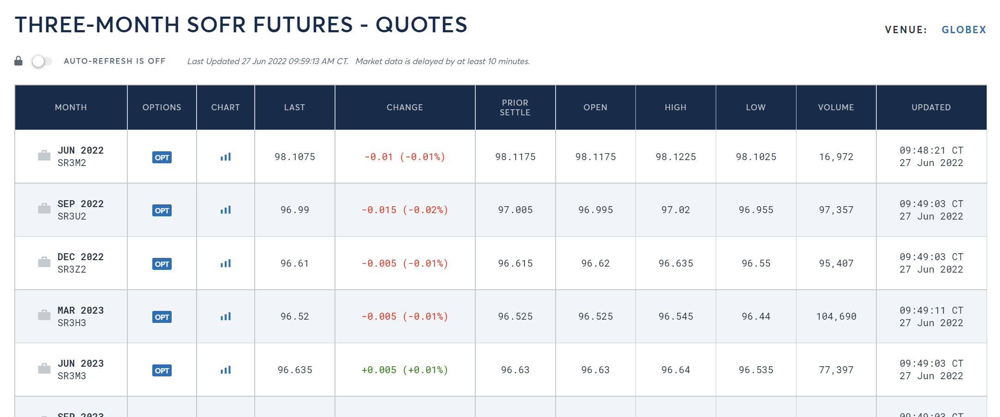 THREE-MONTH SOFR FUTURES - QUOTES
VENUE: GLOBEX
AUTO-REFRESH IS OFF Last Updated 27 Jun 2022 09:59:13 AM CT. Market data is delayed by at least 10 minutes.
MONTH OPTIONS CHART LAST CHANGE PRIOR SETTLE OPEN HIGH LOW VOLUME UPDATED
JUN 2022 SR3M2 OPT 98.1075 -0.01 (-0.01%) 98.1175 98.1175 98.1225 98.1025 16,972 09:48:21 CT 27 Jun 2022
SEP 2022 SR3U2 OPT 96.99 -0.015 (-0.02%) 97.005 96.995 97.02 96.955 97,357 09:49:03 CT 27 Jun 2022
DEC 2022 SR3Z2 OPT 96.61 -0.005 (-0.01%) 96.615 96.62 96.635 96.55 95,407 09:49:03 CT 27 Jun 2022
MAR 2023 SR3H3 OPT 96.52 -0.005 (-0.01%) 96.525 96.525 96.545 96.44 104,690 09:49:11 CT 27 Jun 2022
JUN 2023 SR3M3 OPT 96.635 +0.005 (+0.01%) 96.63 96.63 96.64 96.535 77,397 09:49:03 CT 27 Jun 2022
SEP 2023 09:49:03 CT